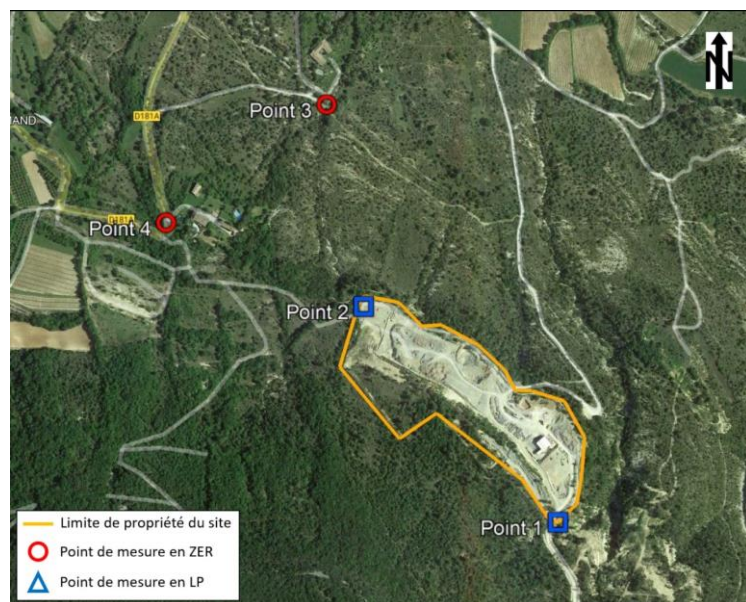 N
Point 3
D181A
MAND
D181A
Point 4
Point 2
Point 1
Limite de propriété du site
Point de mesure en ZER
Point de mesure en LP